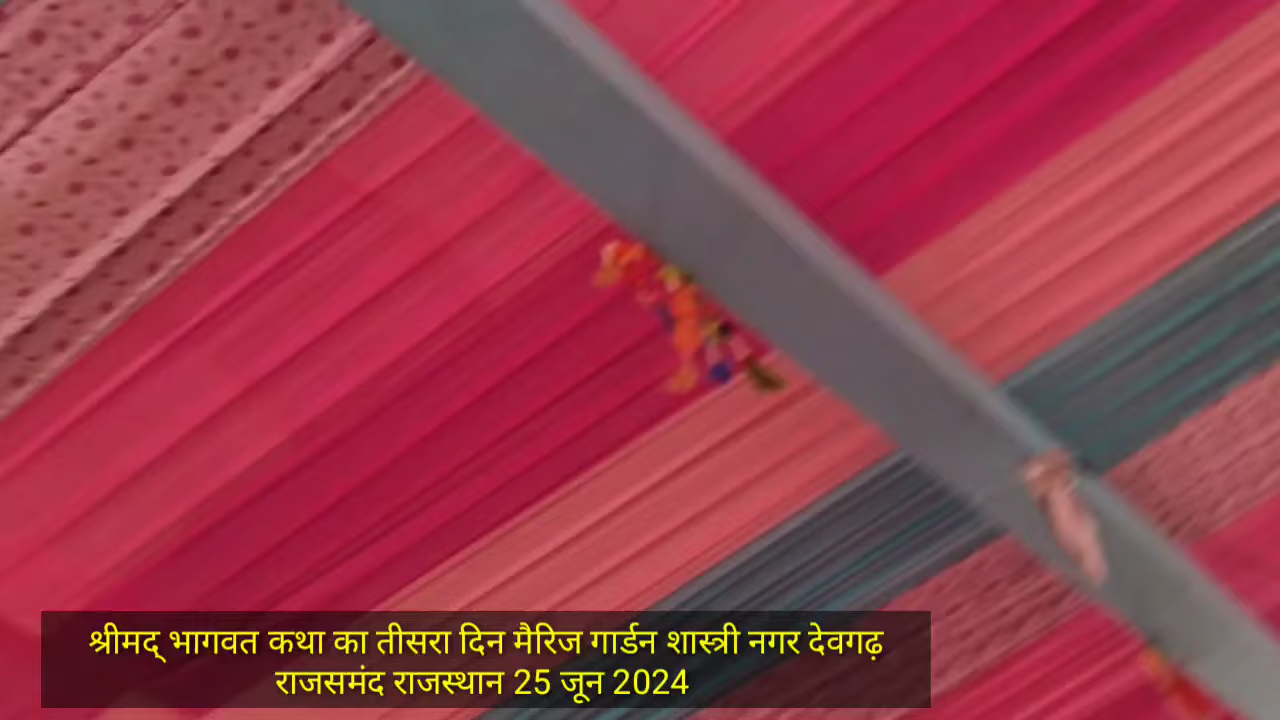 श्रीमद् भागवत कथा का तीसरा दिन मैरिज गार्डन शास्त्री नगर देवगढ़
राजसमंद राजस्थान 25 जून 2024